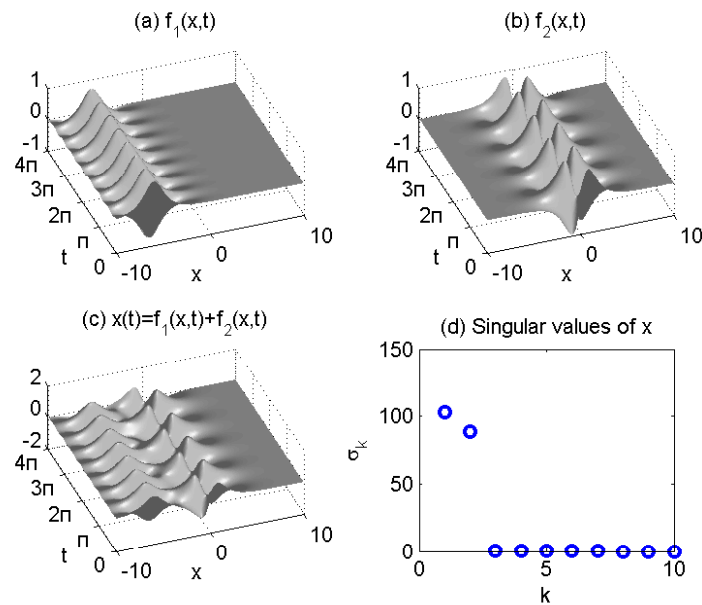 (a) f₁(x,t)
1
0
-1
4π
3π
2π
π
0
t
-10
0
10
x
(b) f₂(x,t)
1
0
-1
4π
3π
2π
π
0
t
-10
0
10
x
(c) x(t)=f₁(x,t)+f₂(x,t)
2
0
-2
4π
3π
2π
π
0
t
-10
0
10
x
(d) Singular values of x
150
100
50
0
σₖ
0
5
10
k